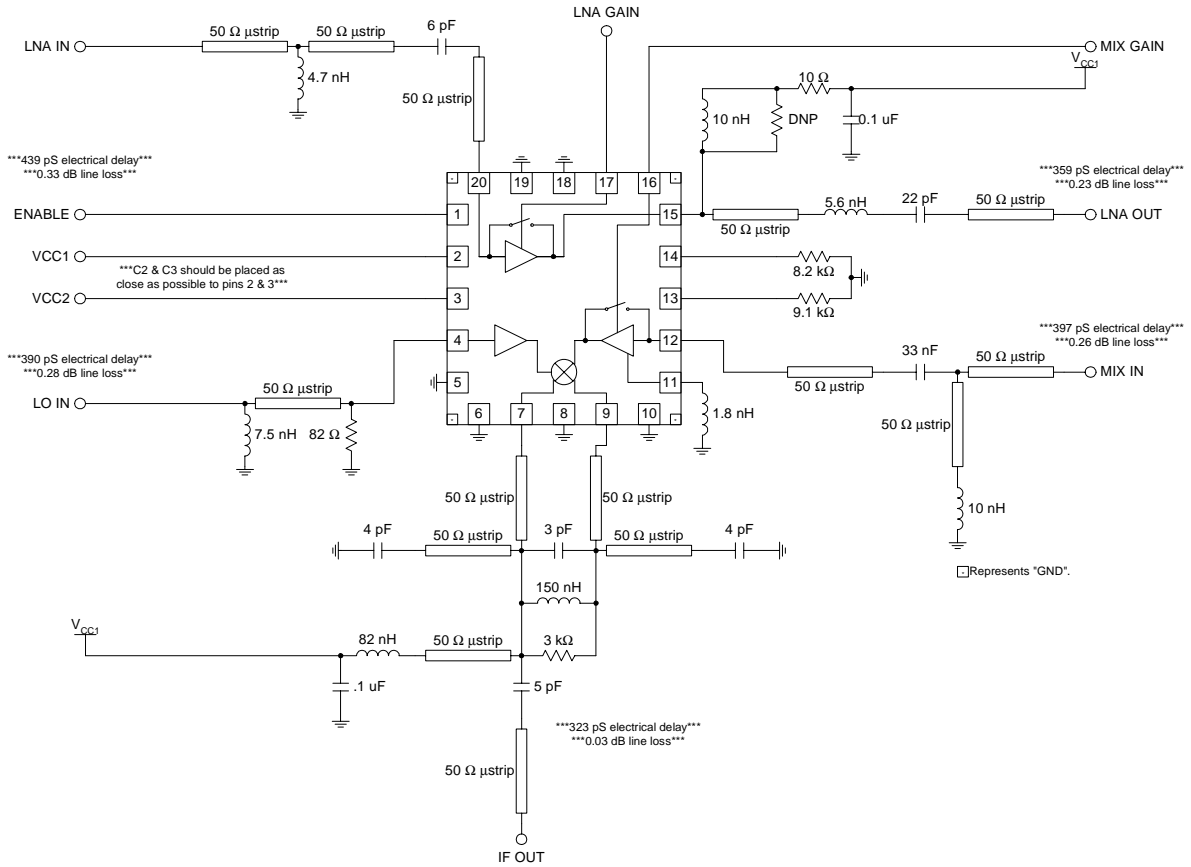 LNA GAIN
LNA IN
50 Ω µstrip
50 Ω µstrip
6 pF
MIX GAIN
V_CC1
4.7 nH
50 Ω µstrip
10 Ω
10 nH
DNP
0.1 uF
***439 pS electrical delay***
***0.33 dB line loss***
***359 pS electrical delay***
***0.23 dB line loss***
20
19
18
17
16
ENABLE
1
15
50 Ω µstrip
5.6 nH
22 pF
50 Ω µstrip
LNA OUT
VCC1
2
14
8.2 kΩ
***C2 & C3 should be placed as
close as possible to pins 2 & 3***
VCC2
3
13
9.1 kΩ
***390 pS electrical delay***
***0.28 dB line loss***
***397 pS electrical delay***
***0.26 dB line loss***
4
12
33 nF
50 Ω µstrip
50 Ω µstrip
MIX IN
5
11
LO IN
50 Ω µstrip
7.5 nH
82 Ω
6
7
8
9
10
1.8 nH
50 Ω µstrip
10 nH
50 Ω µstrip
50 Ω µstrip
4 pF
50 Ω µstrip
3 pF
50 Ω µstrip
4 pF
Represents "GND".
150 nH
V_CC1
82 nH
50 Ω µstrip
3 kΩ
.1 uF
5 pF
***323 pS electrical delay***
***0.03 dB line loss***
50 Ω µstrip
IF OUT